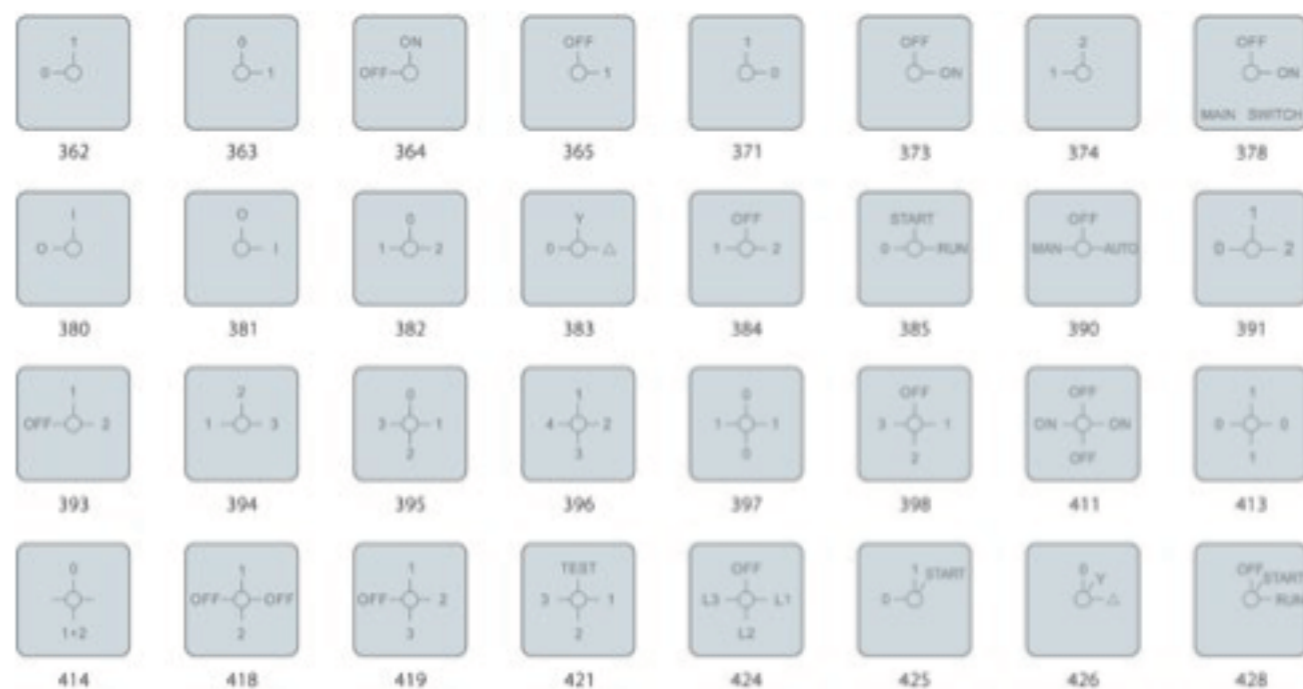 1
0
362
0
1
363
ON
OFF
364
OFF
1
365
1
0
371
OFF
ON
373
2
1
374
OFF
ON
MAIN SWITCH
378
I
O
380
O
I
381
0
1 2
382
Y
0 △
383
OFF
1 2
384
START
0 RUN
385
OFF
MAN AUTO
390
1
0 2
391
1
OFF 2
393
2
1 3
394
0
3 1
2
395
1
4 2
3
396
0
1 1
0
397
OFF
3 1
2
398
OFF
ON ON
OFF
411
1
0 0
1
413
0
1+2
414
1
OFF OFF
2
418
1
OFF 2
3
419
TEST
3 1
2
421
OFF
L3 L1
L2
424
1 START
0
425
0
Y
△
426
OFF
START
RUN
428